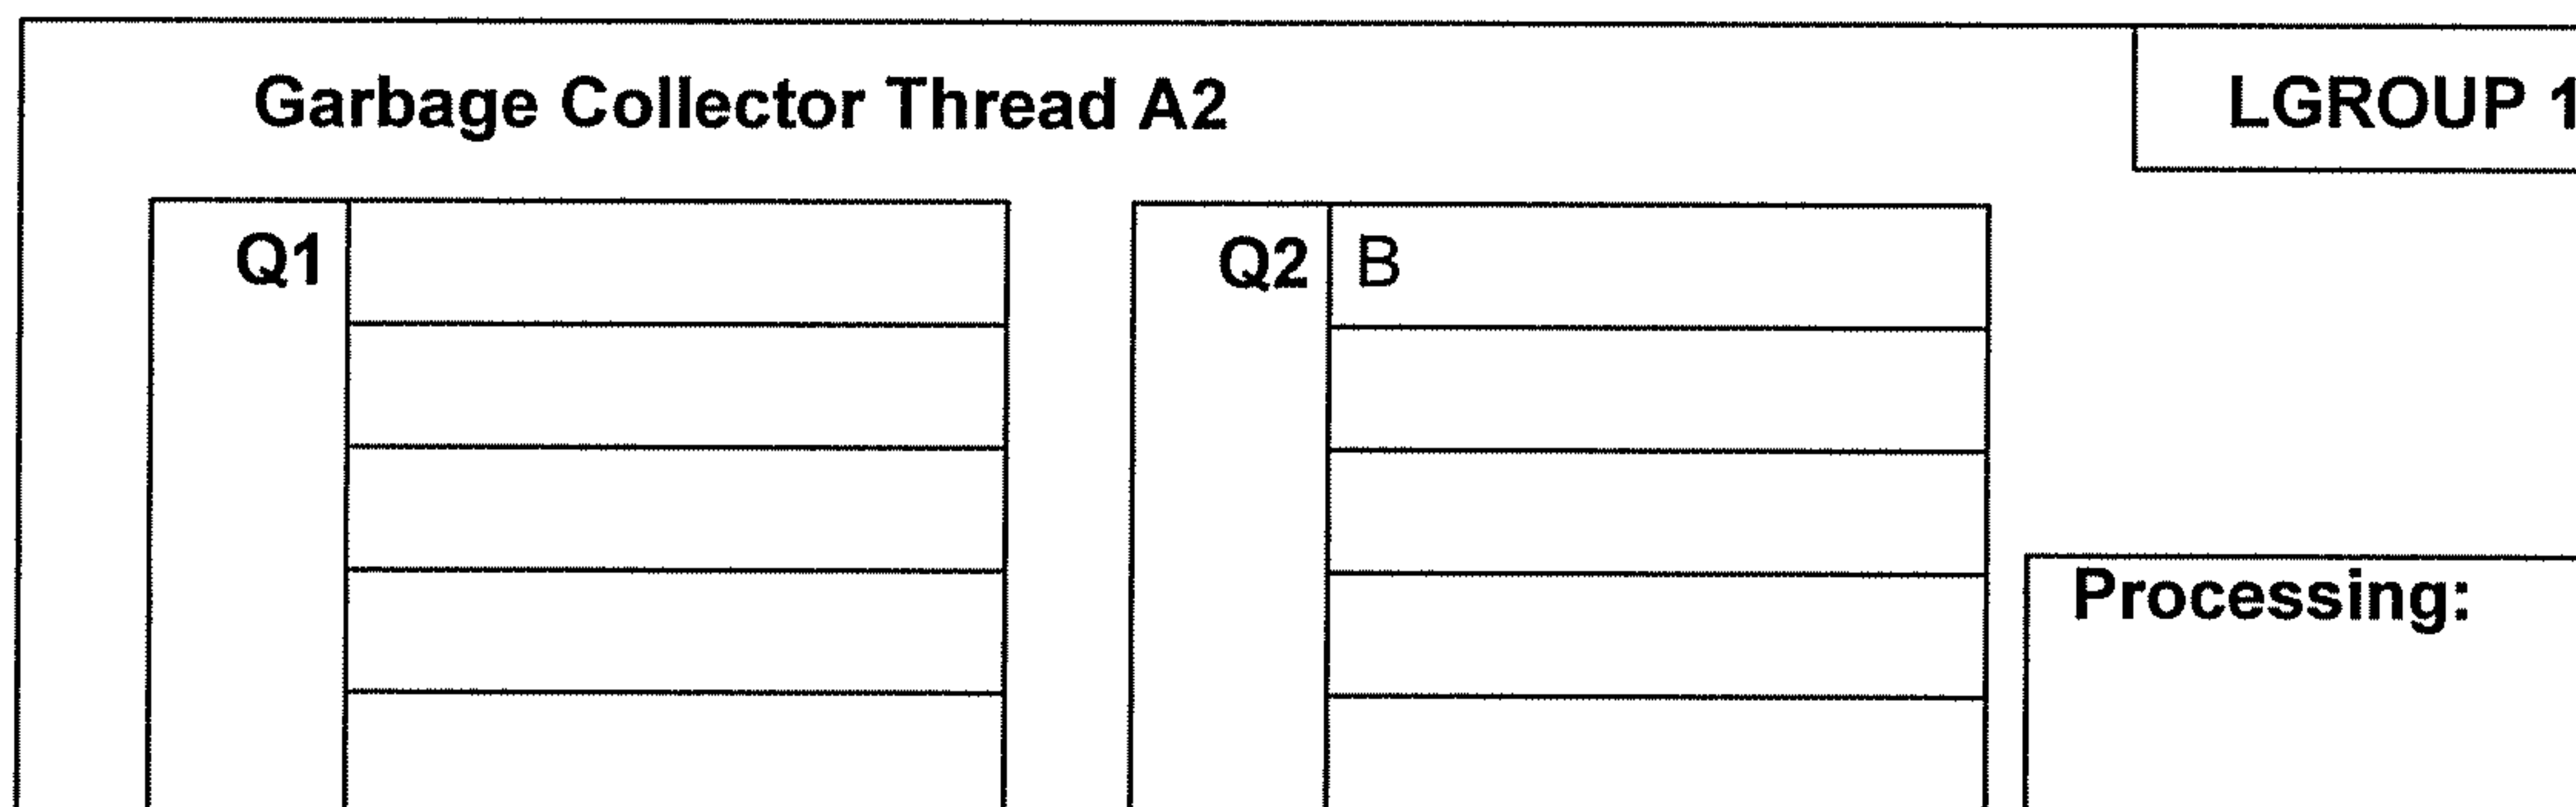 Garbage Collector Thread A2
LGROUP 1
Q1
Q2
B
Processing: